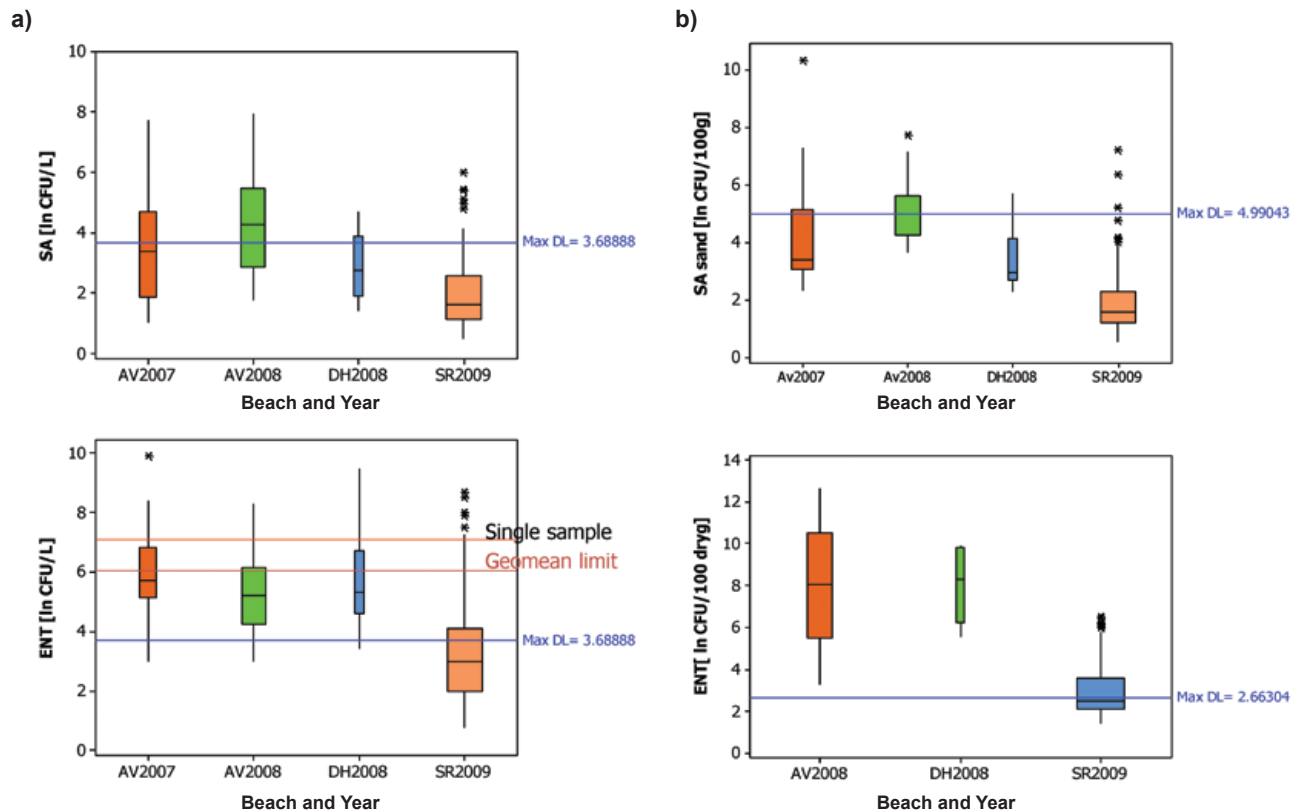 a)
SA [ln CFU/L]
10
8
6
4
2
0
Max DL= 3.68888
AV2007 AV2008 DH2008 SR2009
Beach and Year
b)
SA sand [ln CFU/100g]
10
8
6
4
2
0
Max DL= 4.99043
Av2007 Av2008 DH2008 SR2009
Beach and Year
ENT [ln CFU/L]
10
8
6
4
2
0
Single sample
Geomean limit
Max DL= 3.68888
AV2007 AV2008 DH2008 SR2009
Beach and Year
ENT[ ln CFU/100 dryg]
14
12
10
8
6
4
2
0
Max DL= 2.66304
AV2008 DH2008 SR2009
Beach and Year